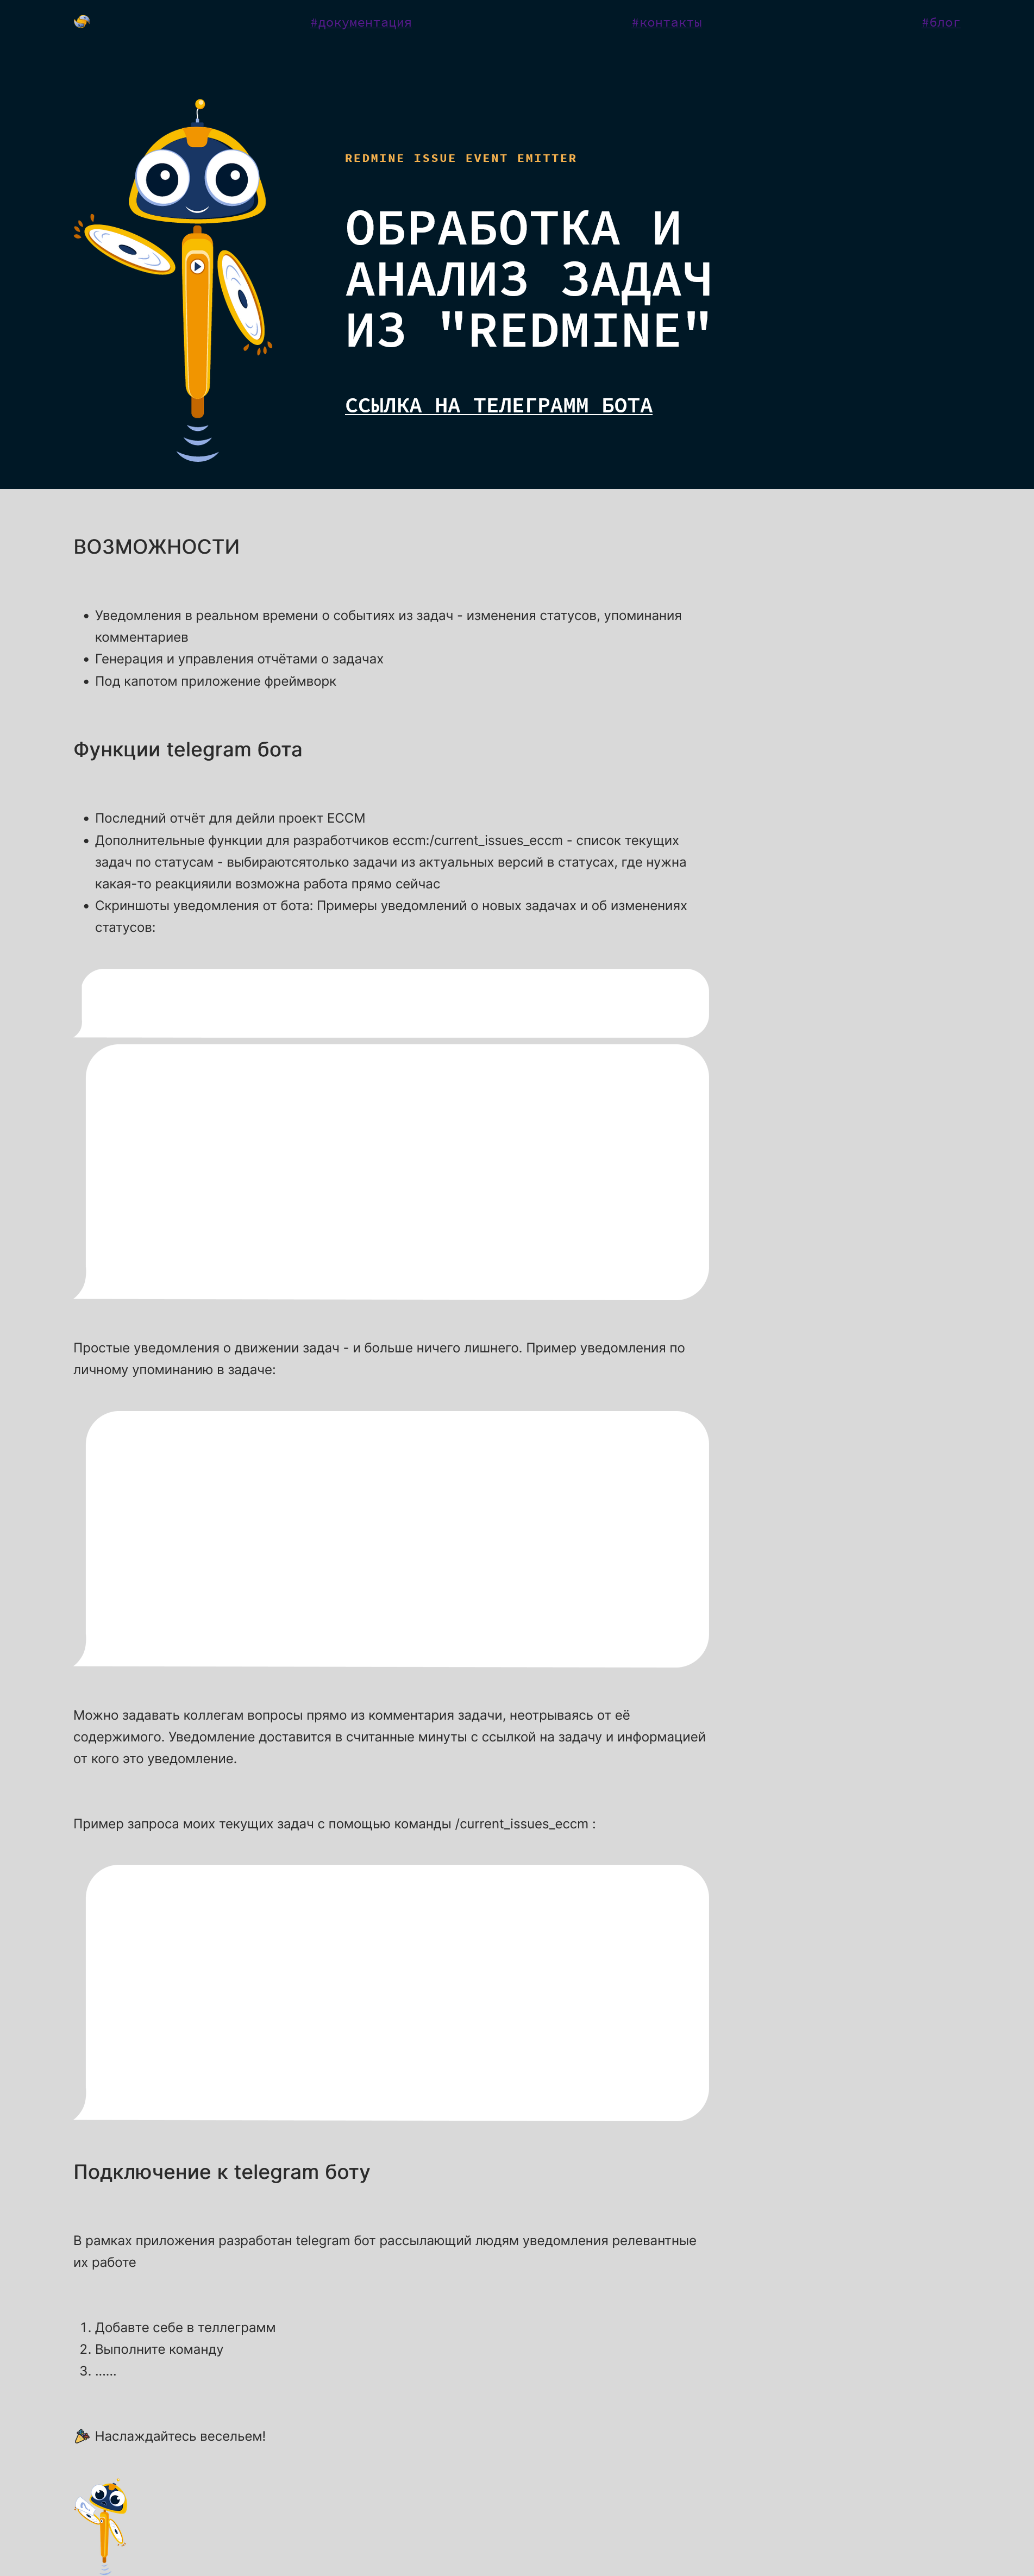 #документация
#контакты
#блог
REDMINE ISSUE EVENT EMITTER
ОБРАБОТКА И
АНАЛИЗ ЗАДАЧ
ИЗ "REDMINE"
ССЫЛКА НА ТЕЛЕГРАММ БОТА
ВОЗМОЖНОСТИ
• Уведомления в реальном времени о событиях из задач - изменения статусов, упоминания
комментариев
• Генерация и управления отчётами о задачах
• Под капотом приложение фреймворк
Функции telegram бота
• Последний отчёт для дейли проект ECCM
• Дополнительные функции для разработчиков eccm:/current_issues_eccm - список текущих
задач по статусам - выбираютсятолько задачи из актуальных версий в статусах, где нужна
какая-то реакцияили возможна работа прямо сейчас
• Скриншоты уведомления от бота: Примеры уведомлений о новых задачах и об изменениях
статусов:
Простые уведомления о движении задач - и больше ничего лишнего. Пример уведомления по
личному упоминанию в задаче:
Можно задавать коллегам вопросы прямо из комментария задачи, неотрываясь от её
содержимого. Уведомление доставится в считанные минуты с ссылкой на задачу и информацией
от кого это уведомление.
Пример запроса моих текущих задач с помощью команды /current_issues_eccm :
Подключение к telegram боту
В рамках приложения разработан telegram бот рассылающий людям уведомления релевантные
их работе
1. Добавте себе в теллеграмм
2. Выполните команду
3. ......
Наслаждайтесь весельем!